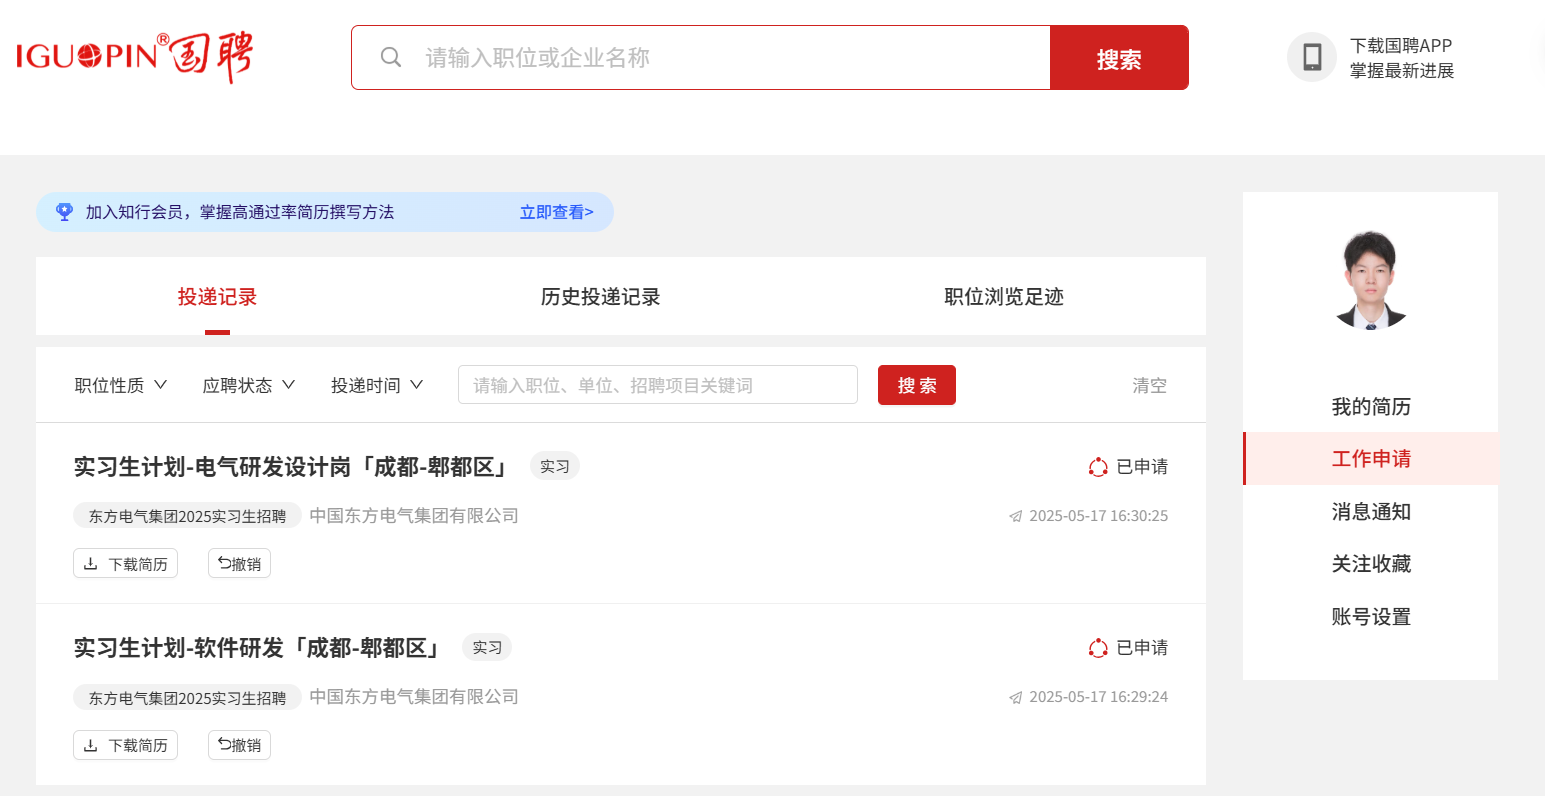 IGUOPIN®国聘
请输入职位或企业名称
搜索
下载国聘APP
掌握最新进展
加入知行会员，掌握高通过率简历撰写方法
立即查看>
投递记录
历史投递记录
职位浏览足迹
职位性质
应聘状态
投递时间
请输入职位、单位、招聘项目关键词
搜 索
清空
实习生计划-电气研发设计岗「成都-郫都区」
实习
已申请
东方电气集团2025实习生招聘
中国东方电气集团有限公司
2025-05-17 16:30:25
下载简历
撤销
实习生计划-软件研发「成都-郫都区」
实习
已申请
东方电气集团2025实习生招聘
中国东方电气集团有限公司
2025-05-17 16:29:24
下载简历
撤销
我的简历
工作申请
消息通知
关注收藏
账号设置